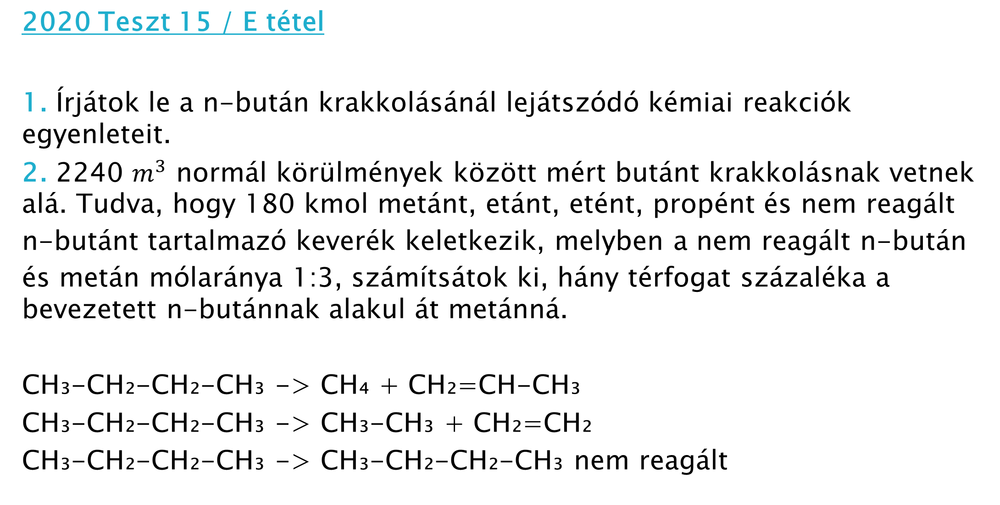 2020 Teszt 15 / E tétel
1. Írjátok le a n-bután krakkolásánál lejátszódó kémiai reakciók
egyenleteit.
2. 2240 m³ normál körülmények között mért butánt krakkolásnak vetnek
alá. Tudva, hogy 180 kmol metánt, etánt, etént, propént és nem reagált
n-butánt tartalmazó keverék keletkezik, melyben a nem reagált n-bután
és metán mólaránya 1:3, számítsátok ki, hány térfogat százaléka a
bevezetett n-butánnak alakul át metánná.
CH₃-CH₂-CH₂-CH₃ -> CH₄ + CH₂=CH-CH₃
CH₃-CH₂-CH₂-CH₃ -> CH₃-CH₃ + CH₂=CH₂
CH₃-CH₂-CH₂-CH₃ -> CH₃-CH₂-CH₂-CH₃ nem reagált